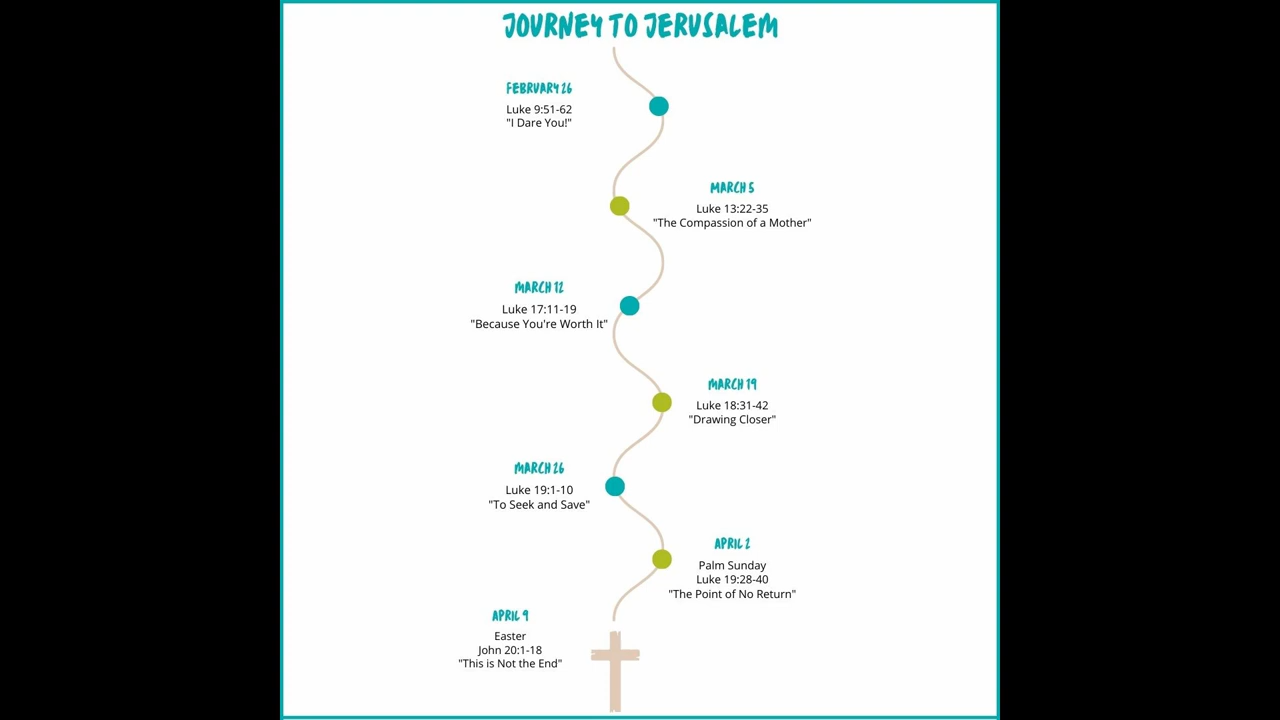 JOURNEY TO JERUSALEM
FEBRUARY 26
Luke 9:51-62
"I Dare You!"
MARCH 5
Luke 13:22-35
"The Compassion of a Mother"
MARCH 12
Luke 17:11-19
"Because You're Worth It"
MARCH 19
Luke 18:31-42
"Drawing Closer"
MARCH 26
Luke 19:1-10
"To Seek and Save"
APRIL 2
Palm Sunday
Luke 19:28-40
"The Point of No Return"
APRIL 9
Easter
John 20:1-18
"This is Not the End"